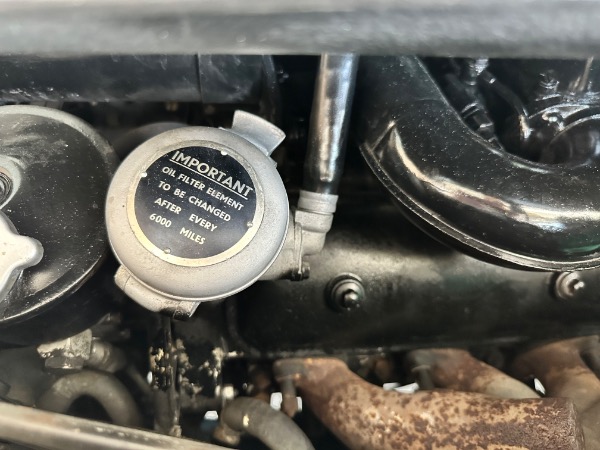 IMPORTANT
OIL FILTER ELEMENT
TO BE CHANGED
AFTER EVERY
6000 MILES